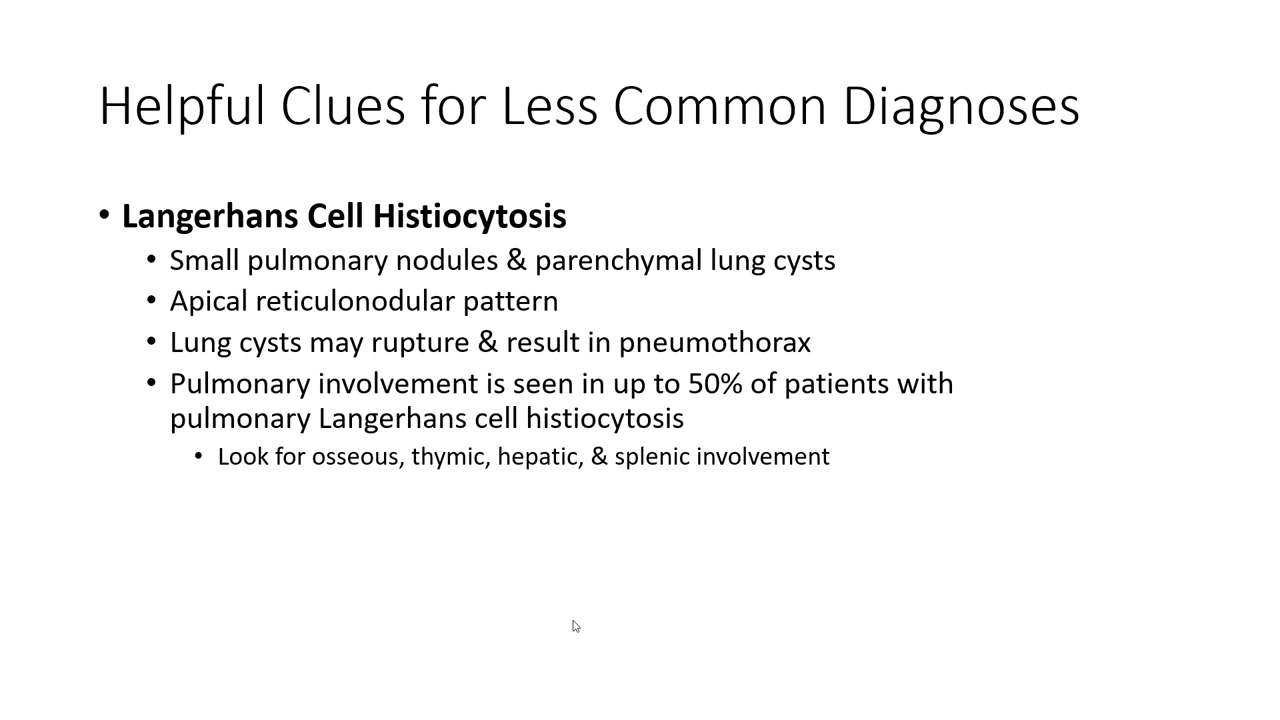 Helpful Clues for Less Common Diagnoses
• Langerhans Cell Histiocytosis
• Small pulmonary nodules & parenchymal lung cysts
• Apical reticulonodular pattern
• Lung cysts may rupture & result in pneumothorax
• Pulmonary involvement is seen in up to 50% of patients with
pulmonary Langerhans cell histiocytosis
• Look for osseous, thymic, hepatic, & splenic involvement